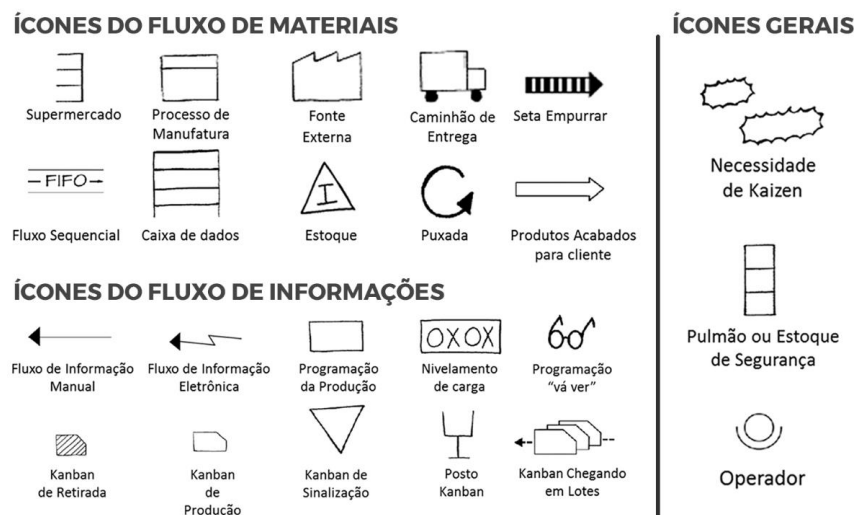 ÍCONES DO FLUXO DE MATERIAIS
Supermercado
Processo de
Manufatura
Fonte
Externa
Caminhão de
Entrega
Seta Empurrar
FIFO
Fluxo Sequencial
Caixa de dados
I
Estoque
Puxada
Produtos Acabados
para cliente
ÍCONES DO FLUXO DE INFORMAÇÕES
Fluxo de Informação
Manual
Fluxo de Informação
Eletrônica
Programação
da Produção
OXOX
Nivelamento
de carga
Programação
“vá ver”
Kanban
de Retirada
Kanban
de
Produção
Kanban de
Sinalização
Posto
Kanban
Kanban Chegando
em Lotes
ÍCONES GERAIS
Necessidade
de Kaizen
Pulmão ou Estoque
de Segurança
Operador